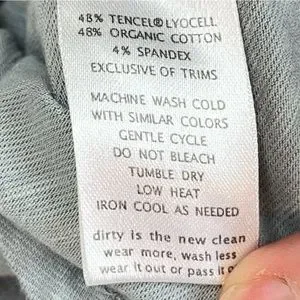 48% TENCEL® LYOCELL
48% ORGANIC COTTON
4% SPANDEX
EXCLUSIVE OF TRIMS
MACHINE WASH COLD
WITH SIMILAR COLORS
GENTLE CYCLE
DO NOT BLEACH
TUMBLE DRY
LOW HEAT
IRON COOL AS NEEDED
dirty is the new clean
wear more, wash less
wear it out or pass it